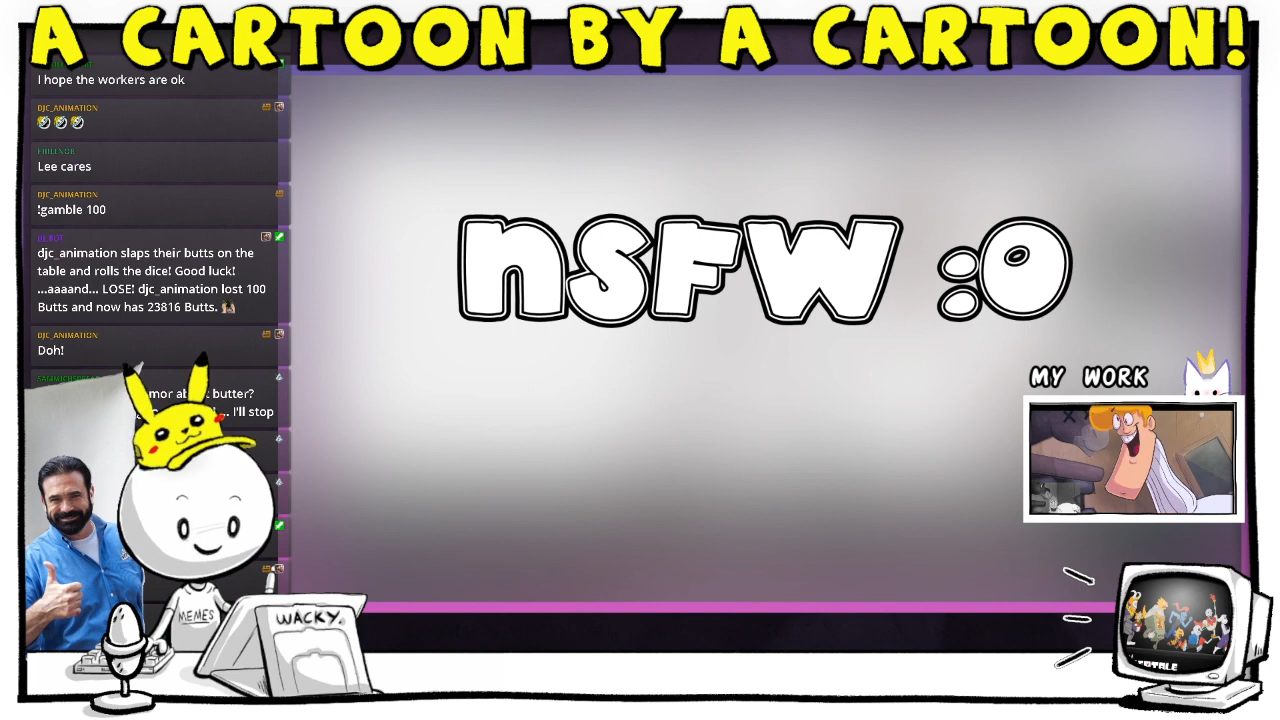 A CARTOON BY A CARTOON!
I hope the workers are ok
DJC_ANIMATION
PHILLNOR
Lee cares
DJC_ANIMATION
!gamble 100
djc_animation slaps their butts on the
table and rolls the dice! Good luck!
...aaaand... LOSE! djc_animation lost 100
Butts and now has 23816 Butts.
DJC_ANIMATION
Doh!
butter?
... I'll stop
nSFW :O
MY WORK
MEMES
WACKY.